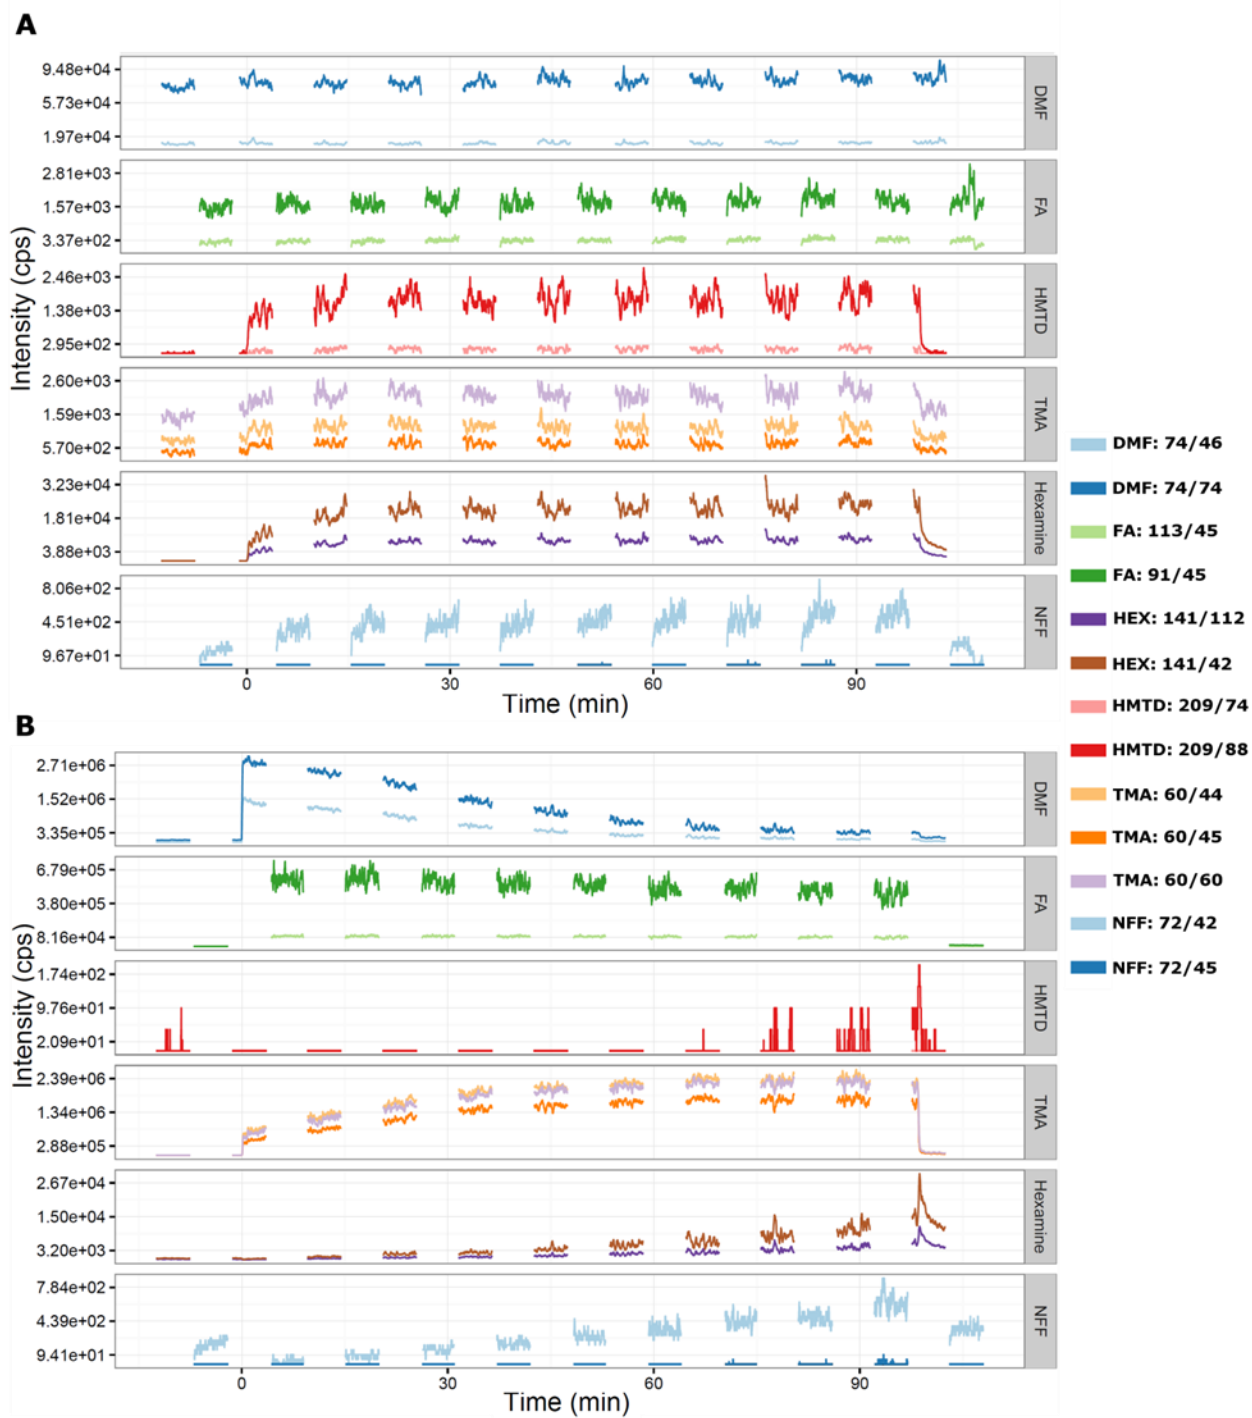 A
9.48e+04
5.73e+04
1.97e+04
DMF
2.81e+03
1.57e+03
3.37e+02
FA
2.46e+03
1.38e+03
2.95e+02
HMTD
2.60e+03
1.59e+03
5.70e+02
TMA
3.23e+04
1.81e+04
3.88e+03
Hexamine
8.06e+02
4.51e+02
9.67e+01
NFF
Intensity (cps)
0 30 60 90
Time (min)
B
2.71e+06
1.52e+06
3.35e+05
DMF
6.79e+05
3.80e+05
8.16e+04
FA
1.74e+02
9.76e+01
2.09e+01
HMTD
2.39e+06
1.34e+06
2.88e+05
TMA
2.67e+04
1.50e+04
3.20e+03
Hexamine
7.84e+02
4.39e+02
9.41e+01
NFF
Intensity (cps)
0 30 60 90
Time (min)
DMF: 74/46
DMF: 74/74
FA: 113/45
FA: 91/45
HEX: 141/112
HEX: 141/42
HMTD: 209/74
HMTD: 209/88
TMA: 60/44
TMA: 60/45
TMA: 60/60
NFF: 72/42
NFF: 72/45